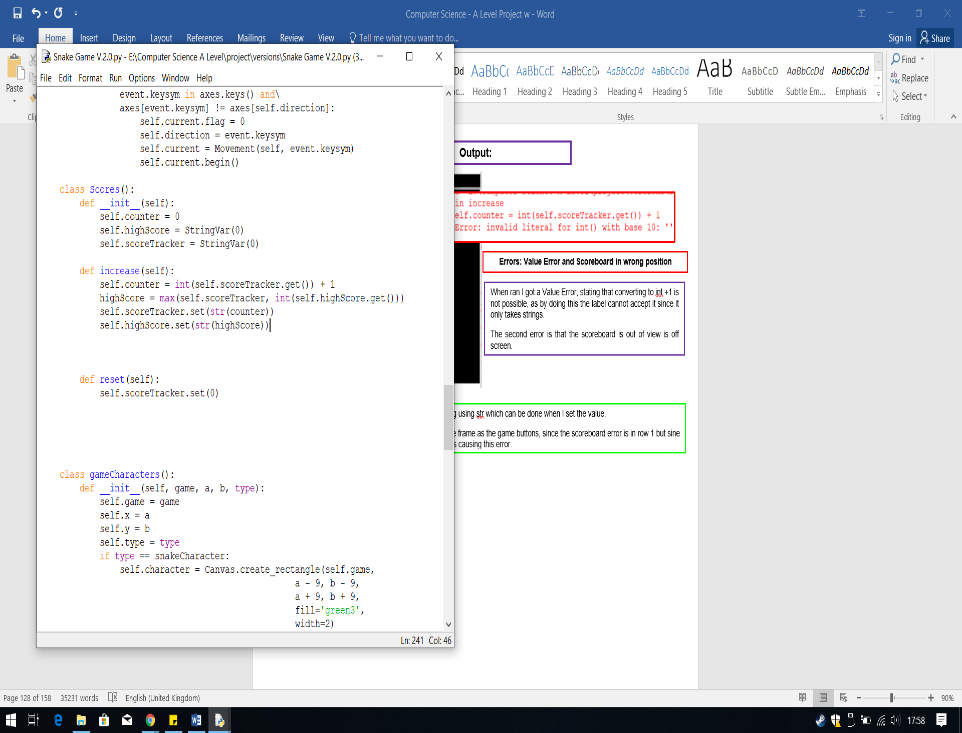 Computer Science - A Level Project w - Word
File Home Insert Design Layout References Mailings Review View Tell me what you want to do...
Sign in Share
Snake Game V.2.0.py - E:\Computer Science A Level\project\versions\Snake Game V.2.0.py (3...
File Edit Format Run Options Window Help
Paste
Dd AaBbCc AaBbCcE AaBbCcDc AaBbCcDd AaBbCcDd AaB AaBbCcD AaBbCcDd AaBbCcDd
Heading 1 Heading 2 Heading 3 Heading 4 Heading 5 Title Subtitle Subtle Em... Emphasis
Styles
Find
Replace
Select
Editing
event.keysym in axes.keys() and\
axes[event.keysym] != axes[self.direction]:
self.current.flag = 0
self.direction = event.keysym
self.current = Movement(self, event.keysym)
self.current.begin()
class Scores():
def __init__(self):
self.counter = 0
self.highScore = StringVar(0)
self.scoreTracker = StringVar(0)
def increase(self):
self.counter = int(self.scoreTracker.get()) + 1
highScore = max(self.scoreTracker, int(self.highScore.get()))
self.scoreTracker.set(str(counter))
self.highScore.set(str(highScore))
def reset(self):
self.scoreTracker.set(0)
class gameCharacters():
def __init__(self, game, a, b, type):
self.game = game
self.x = a
self.y = b
self.type = type
if type == snakeCharacter:
self.character = Canvas.create_rectangle(self.game,
a - 9, b - 9,
a + 9, b + 9,
fill='green3',
width=2)
Ln: 241 Col: 46
Output:
in increase
elf.counter = int(self.scoreTracker.get()) + 1
Error: invalid literal for int() with base 10: ''
Errors: Value Error and Scoreboard in wrong position
When ran I got a Value Error, stating that converting to int +1 is
not possible, as by doing this the label cannot accept it since it
only takes strings.
The second error is that the scoreboard is out of view is off
screen.
g using str which can be done when I set the value.
e frame as the game buttons, since the scoreboard error is in row 1 but sine
s causing this error.
Page 128 of 158 35231 words English (United Kingdom)
90%
17:58